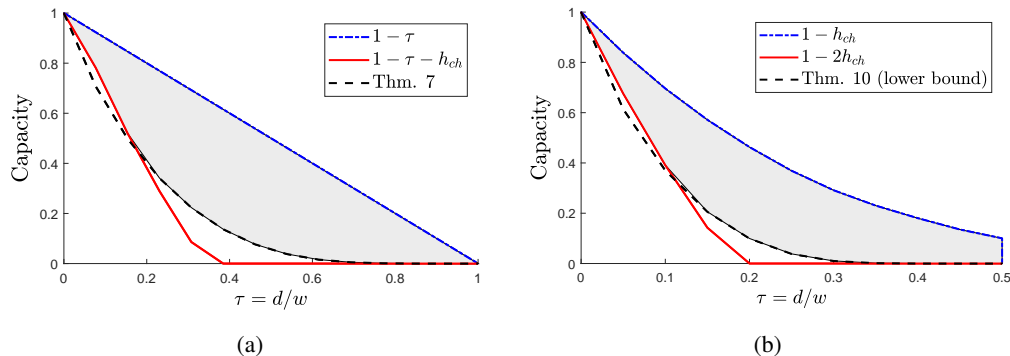 1
0.8
0.6
0.4
0.2
0
Capacity
0
0.2
0.4
0.6
0.8
1
τ = d/w
1 − τ
1 − τ − h_ch
Thm. 7
(a)
1
0.8
0.6
0.4
0.2
0
Capacity
0
0.1
0.2
0.3
0.4
0.5
τ = d/w
1 − h_ch
1 − 2h_ch
Thm. 10 (lower bound)
(b)